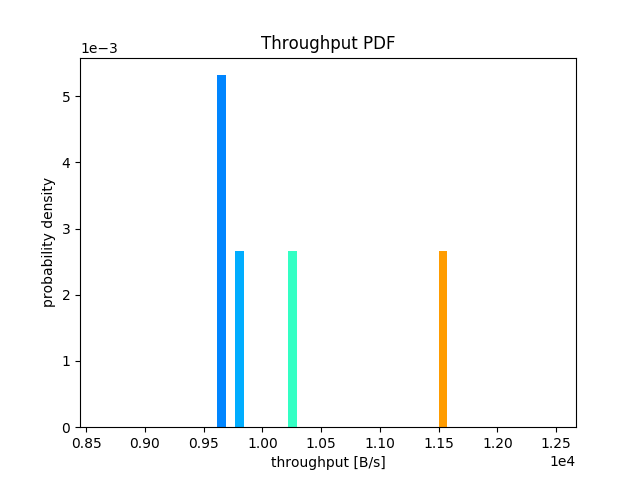 Throughput PDF
1e−3
5
4
3
2
1
0
probability density
0.85 0.90 0.95 1.00 1.05 1.10 1.15 1.20 1.25
throughput [B/s]
1e4